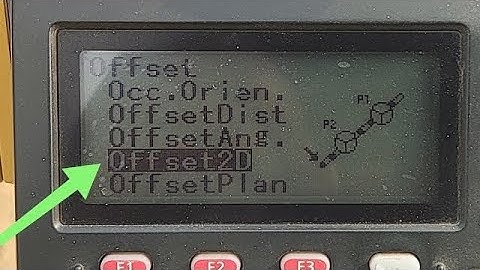 Offset
Occ.Orien.
OffsetDist
OffsetAng.
Offset2D
OffsetPlan
P1
P2
F1
F2
F3